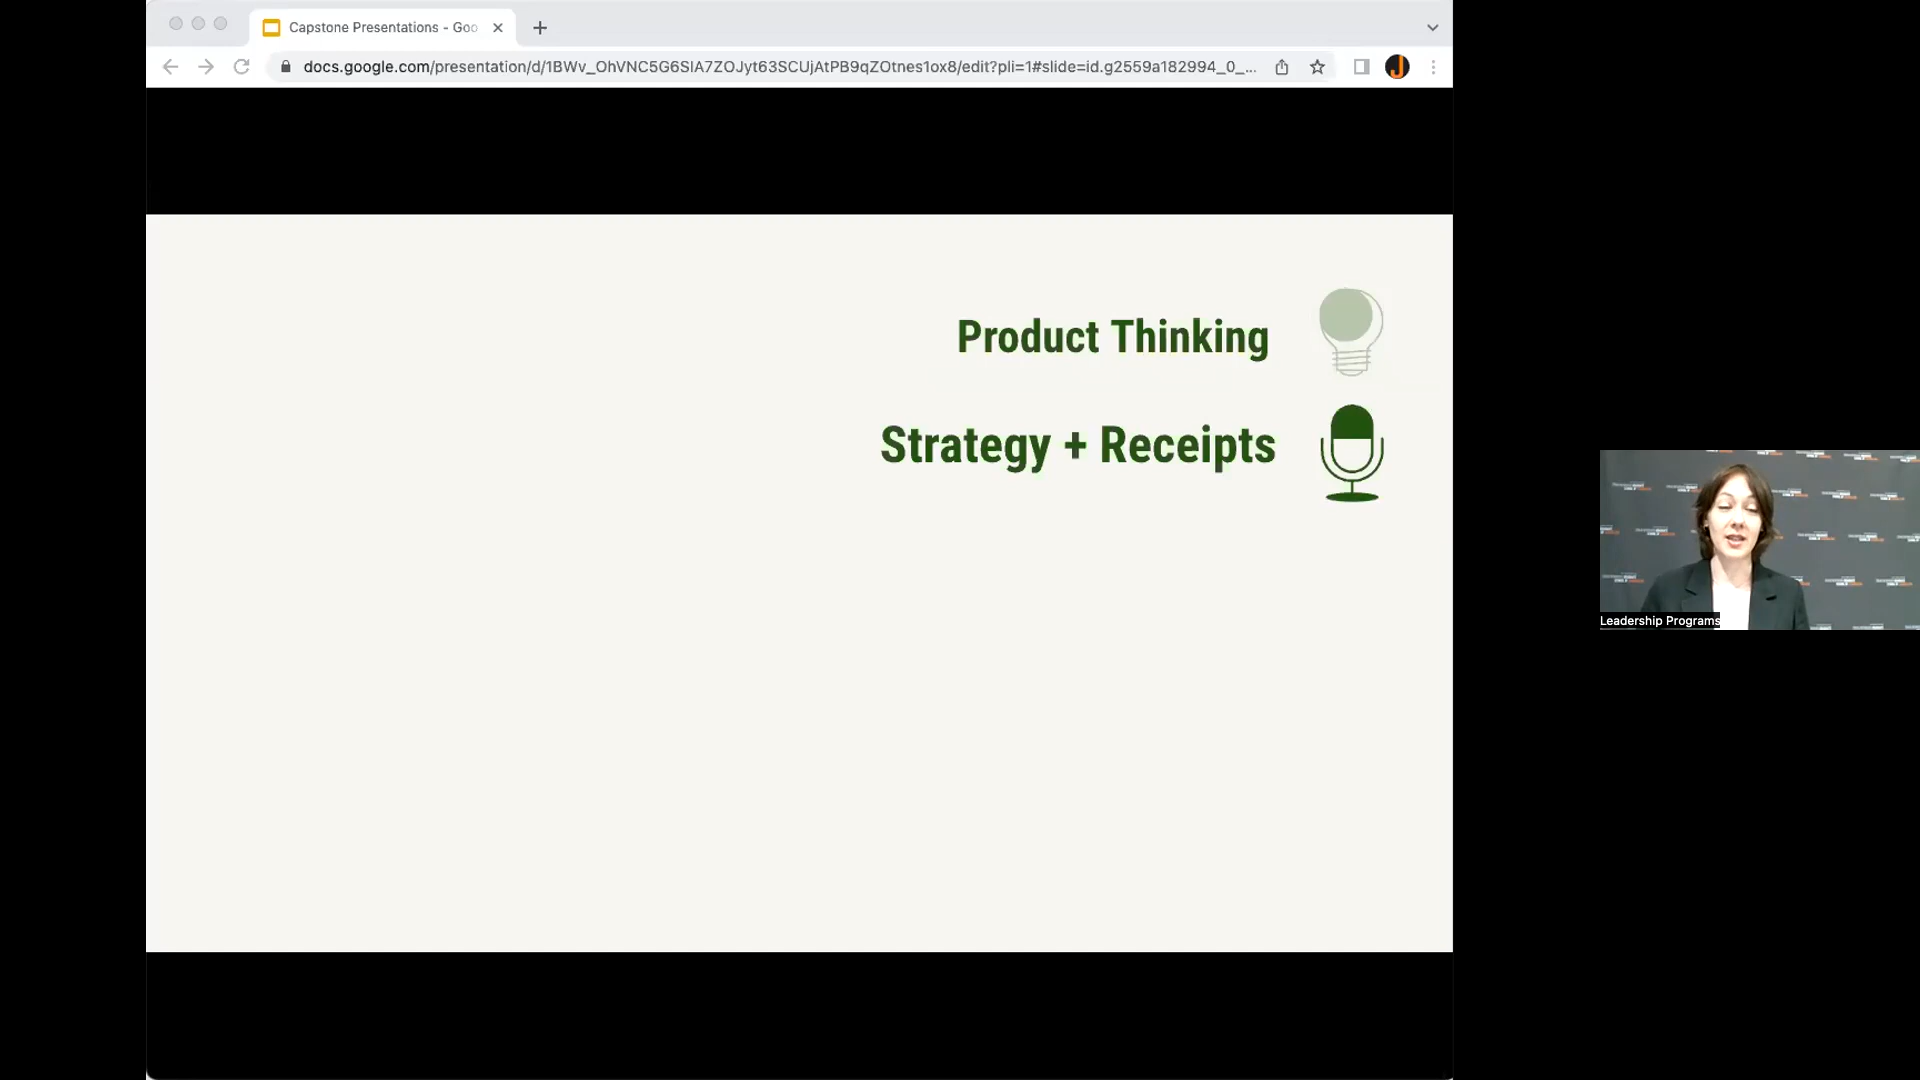 Capstone Presentations - Goo
docs.google.com/presentation/d/1BWv_OhVNC5G6SIA7ZOJyt63SCUjAtPB9qZOtnes1ox8/edit?pli=1#slide=id.g2559a182994_0_...
Product Thinking
Strategy + Receipts
Leadership Programs